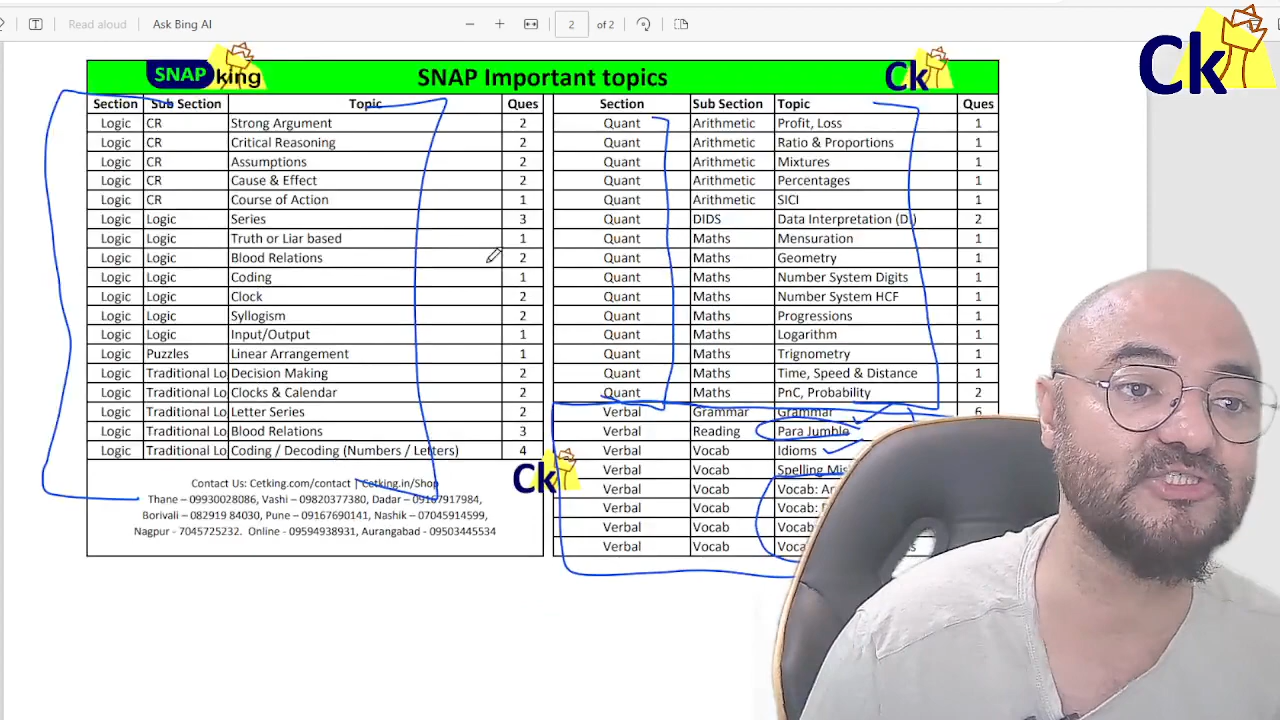 Read aloud Ask Bing AI 2 of 2
Ck
SNAP king SNAP Important topics Ck
Section Sub Section Topic Ques Section Sub Section Topic Ques
Logic CR Strong Argument 2 Quant Arithmetic Profit, Loss 1
Logic CR Critical Reasoning 2 Quant Arithmetic Ratio & Proportions 1
Logic CR Assumptions 2 Quant Arithmetic Mixtures 1
Logic CR Cause & Effect 2 Quant Arithmetic Percentages 1
Logic CR Course of Action 1 Quant Arithmetic SICI 1
Logic Logic Series 3 Quant DIDS Data Interpretation (DI) 2
Logic Logic Truth or Liar based 1 Quant Maths Mensuration 1
Logic Logic Blood Relations 2 Quant Maths Geometry 1
Logic Logic Coding 1 Quant Maths Number System Digits 1
Logic Logic Clock 2 Quant Maths Number System HCF 1
Logic Logic Syllogism 2 Quant Maths Progressions 1
Logic Logic Input/Output 1 Quant Maths Logarithm 1
Logic Puzzles Linear Arrangement 1 Quant Maths Trignometry 1
Logic Traditional Lo Decision Making 2 Quant Maths Time, Speed & Distance 1
Logic Traditional Lo Clocks & Calendar 2 Quant Maths PnC, Probability 2
Logic Traditional Lo Letter Series 2 Verbal Grammar Grammar 6
Logic Traditional Lo Blood Relations 3 Verbal Reading Para Jumble
Logic Traditional Lo Coding / Decoding (Numbers / Letters) 4 Verbal Vocab Idioms
Verbal Vocab Spelling
Verbal Vocab Vocab:
Verbal Vocab Vocab:
Verbal Vocab Vocab
Verbal Vocab
Ck
Contact Us: Cetking.com/contact | Cetking.in/Shop
Thane – 09930028086, Vashi – 09820377380, Dadar – 09167917984,
Borivali – 082919 84030, Pune – 09167690141, Nashik – 07045914599,
Nagpur - 7045725232. Online - 09594938931, Aurangabad - 09503445534